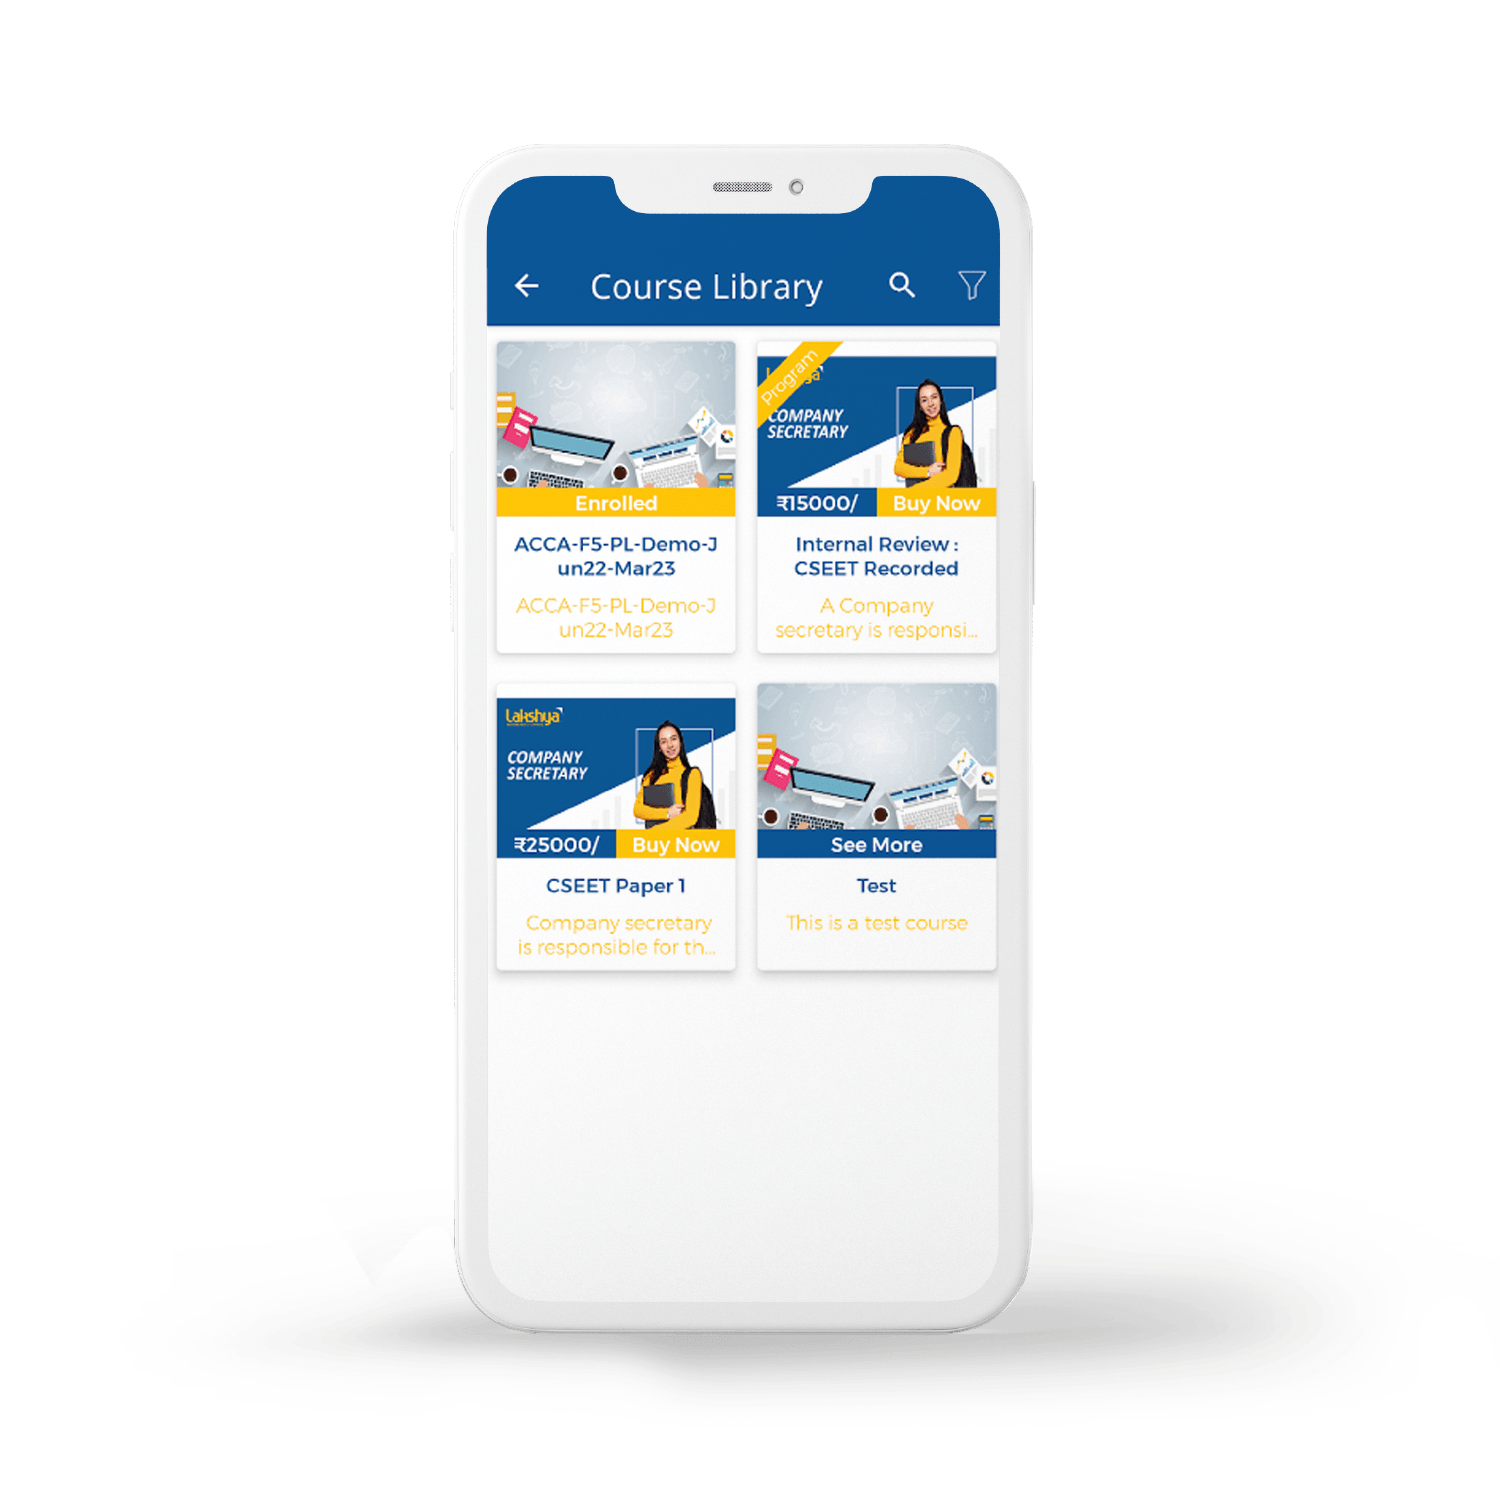 Course Library
Enrolled
ACCA-F5-PL-Demo-J
un22-Mar23
ACCA-F5-PL-Demo-J
un22-Mar23
Program
COMPANY
SECRETARY
₹15000/ Buy Now
Internal Review :
CSEET Recorded
A Company
secretary is responsi...
Lakshya
COMPANY
SECRETARY
₹25000/ Buy Now
CSEET Paper 1
Company secretary
is responsible for th...
See More
Test
This is a test course